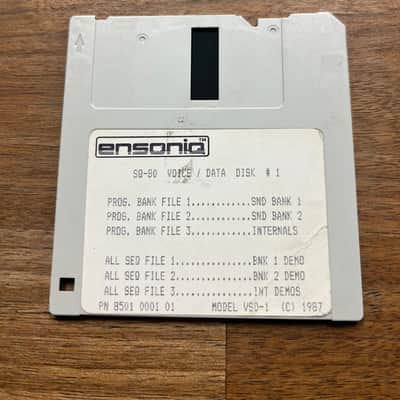 ensoniq TM
SQ-80 VOICE / DATA DISK # 1
PROG. BANK FILE 1............SND BANK 1
PROG. BANK FILE 2............SND BANK 2
PROG. BANK FILE 3............INTERNALS
ALL SEQ FILE 1...............BNK 1 DEMO
ALL SEQ FILE 2...............BNK 2 DEMO
ALL SEQ FILE 3...............INT DEMOS
PN 8501 0001 01 MODEL VSD-1 (C) 1987